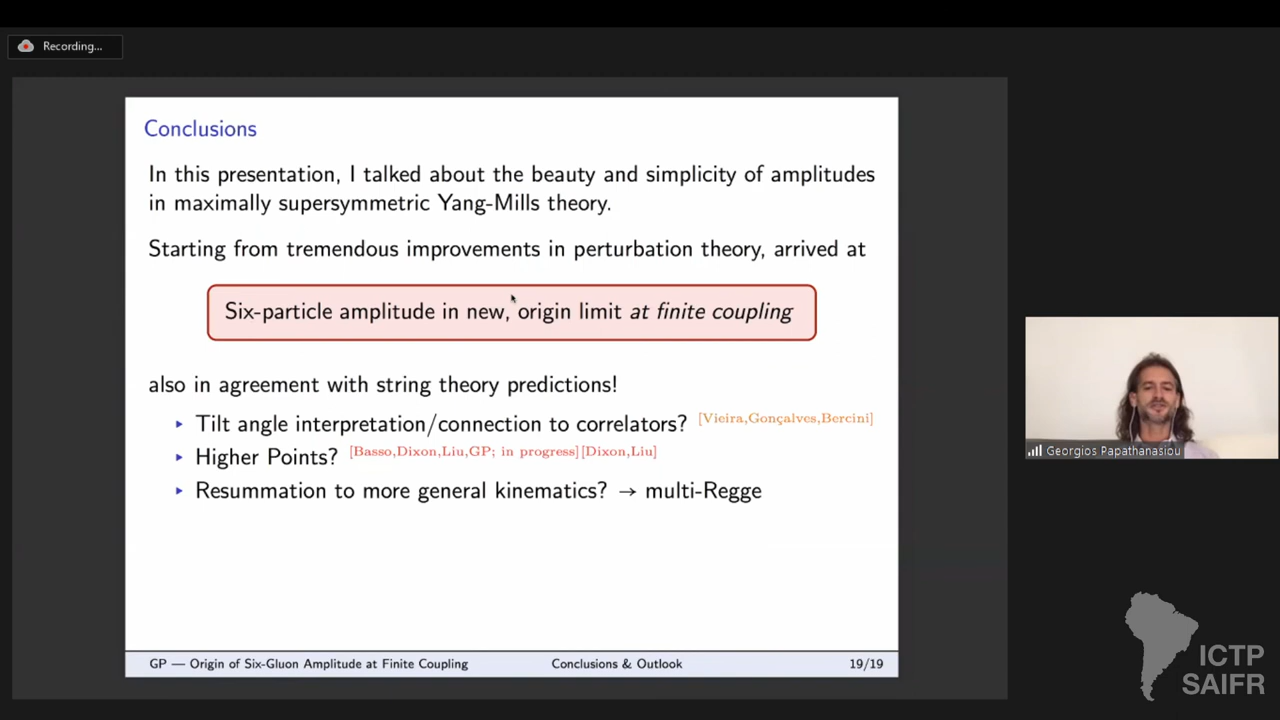 Recording...
Conclusions
In this presentation, I talked about the beauty and simplicity of amplitudes
in maximally supersymmetric Yang-Mills theory.
Starting from tremendous improvements in perturbation theory, arrived at
Six-particle amplitude in new, origin limit at finite coupling
also in agreement with string theory predictions!
‣ Tilt angle interpretation/connection to correlators? [Vieira,Gonçalves,Bercini]
‣ Higher Points? [Basso,Dixon,Liu,GP; in progress][Dixon,Liu]
‣ Resummation to more general kinematics? → multi-Regge
GP — Origin of Six-Gluon Amplitude at Finite Coupling Conclusions & Outlook 19/19
Georgios Papathanasiou
ICTP
SAIFR